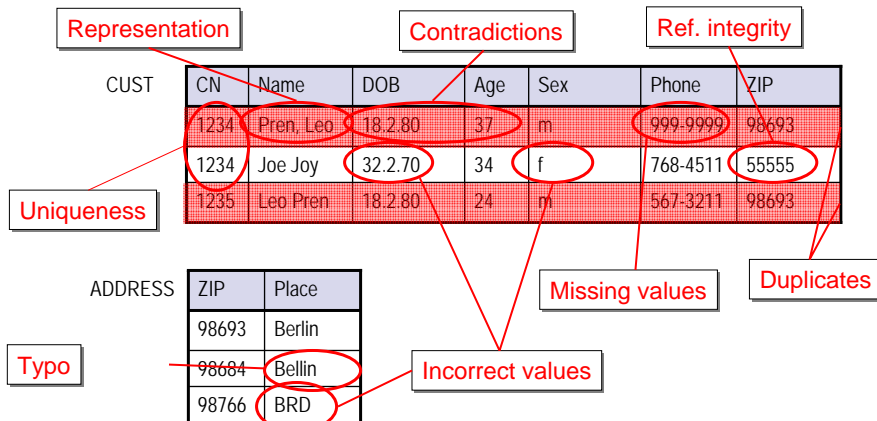 Representation
Contradictions
Ref. integrity
CUST
CN Name DOB Age Sex Phone ZIP
1234 Pren, Leo 18.2.80 37 m 999-9999 98693
1234 Joe Joy 32.2.70 34 f 768-4511 55555
1235 Leo Pren 18.2.80 24 m 567-3211 98693
Uniqueness
Missing values
Duplicates
ADDRESS
ZIP Place
98693 Berlin
98684 Bellin
98766 BRD
Typo
Incorrect values